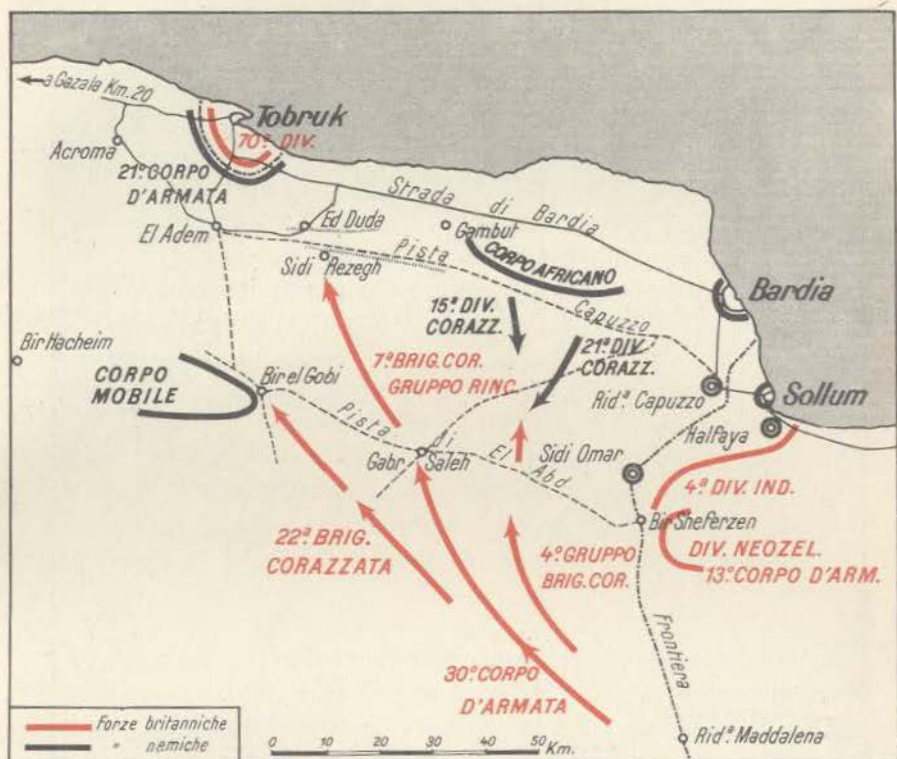 a Gazala Km. 20
Tobruk
70ª DIV.
Acroma
21º CORPO
D'ARMATA
El Adem
Ed Duda
Strada di Bardia
Gambut
Pista
Capuzzo
CORPO AFRICANO
Sidi Rezegh
Bardia
15ª DIV.
CORAZZ.
21ª DIV.
CORAZZ.
Bir Hacheim
CORPO
MOBILE
7ª BRIG. COR.
GRUPPO RINC.
Bir el Gobi
Ridª. Capuzzo
Sollum
Halfaya
Pista di El Abd
Gabr Saleh
Sidi Omar
4ª DIV. IND.
Bir Sheferzen
22ª BRIG.
CORAZZATA
4º GRUPPO
BRIG. COR.
DIV. NEOZEL.
13º CORPO D'ARM.
Frontiera
30º CORPO
D'ARMATA
Ridª. Maddalena
Forze britanniche
" nemiche
0 10 20 30 40 50
Km.